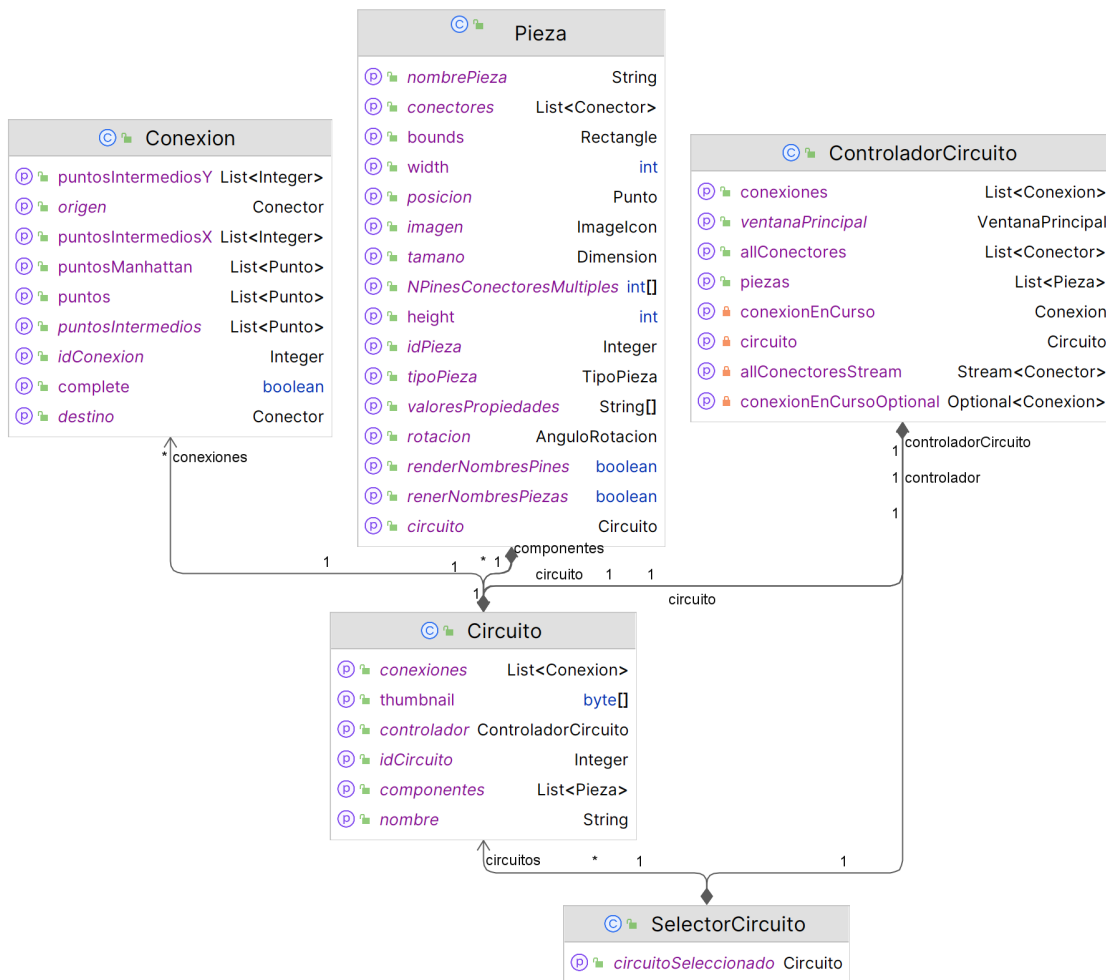 Pieza
nombrePieza String
conectores List<Conector>
bounds Rectangle
width int
posicion Punto
imagen ImageIcon
tamano Dimension
NPinesConectoresMultiples int[]
height int
idPieza Integer
tipoPieza TipoPieza
valoresPropiedades String[]
rotacion AnguloRotacion
renderNombresPines boolean
renerNombresPiezas boolean
circuito Circuito
Conexion
puntosIntermediosY List<Integer>
origen Conector
puntosIntermediosX List<Integer>
puntosManhattan List<Punto>
puntos List<Punto>
puntosIntermedios List<Punto>
idConexion Integer
complete boolean
destino Conector
ControladorCircuito
conexiones List<Conexion>
ventanaPrincipal VentanaPrincipal
allConectores List<Conector>
piezas List<Pieza>
conexionEnCurso Conexion
circuito Circuito
allConectoresStream Stream<Conector>
conexionEnCursoOptional Optional<Conexion>
* conexiones
1 controladorCircuito
1 controlador
1
componentes
1 1 * 1
circuito 1 1
1 circuito
Circuito
conexiones List<Conexion>
thumbnail byte[]
controlador ControladorCircuito
idCircuito Integer
componentes List<Pieza>
nombre String
circuitos * 1 1
SelectorCircuito
circuitoSeleccionado Circuito